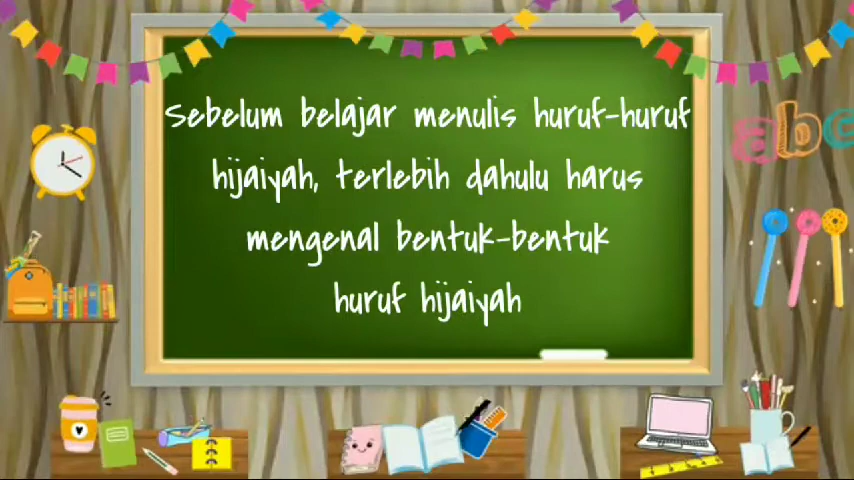 Sebelum belajar menulis huruf-huruf
hijaiyah, terlebih dahulu harus
mengenal bentuk-bentuk
huruf hijaiyah
abc